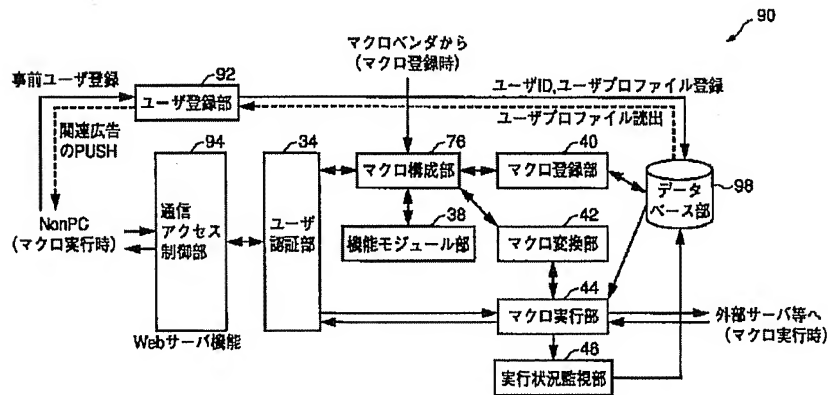 90
マクロベンダから
(マクロ登録時)
事前ユーザ登録
92
ユーザ登録部
ユーザID,ユーザプロファイル登録
ユーザプロファイル読出
関連広告
のPUSH
94
34
76
マクロ構成部
40
マクロ登録部
98
データ
ベース部
NonPC
(マクロ実行時)
通信
アクセス
制御部
ユーザ
認証部
38
機能モジュール部
42
マクロ変換部
44
マクロ実行部
外部サーバ等へ
(マクロ実行時)
Webサーバ機能
46
実行状況監視部